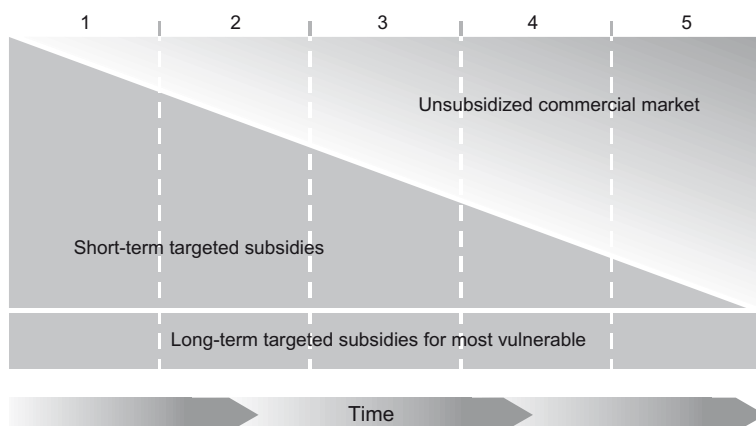 1 2 3 4 5
Unsubsidized commercial market
Short-term targeted subsidies
Long-term targeted subsidies for most vulnerable
Time